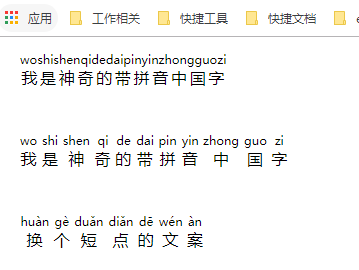 应用 工作相关 快捷工具 快捷文档
woshishenqidedaipinyinzhongguozi
我是神奇的带拼音中国字
wo shi shen qi de dai pin yin zhong guo zi
我 是 神 奇 的 带 拼 音 中 国 字
huàn gè duǎn diǎn dē wén àn
换 个 短 点 的 文 案